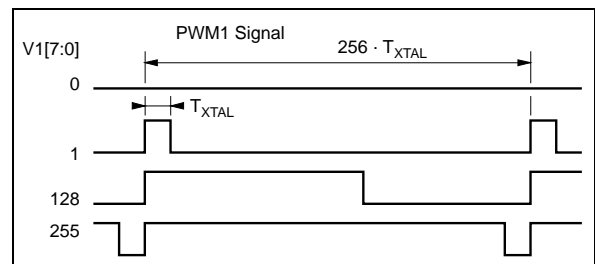 PWM1 Signal
V1[7:0]
256 · TXTAL
0
TXTAL
1
128
255